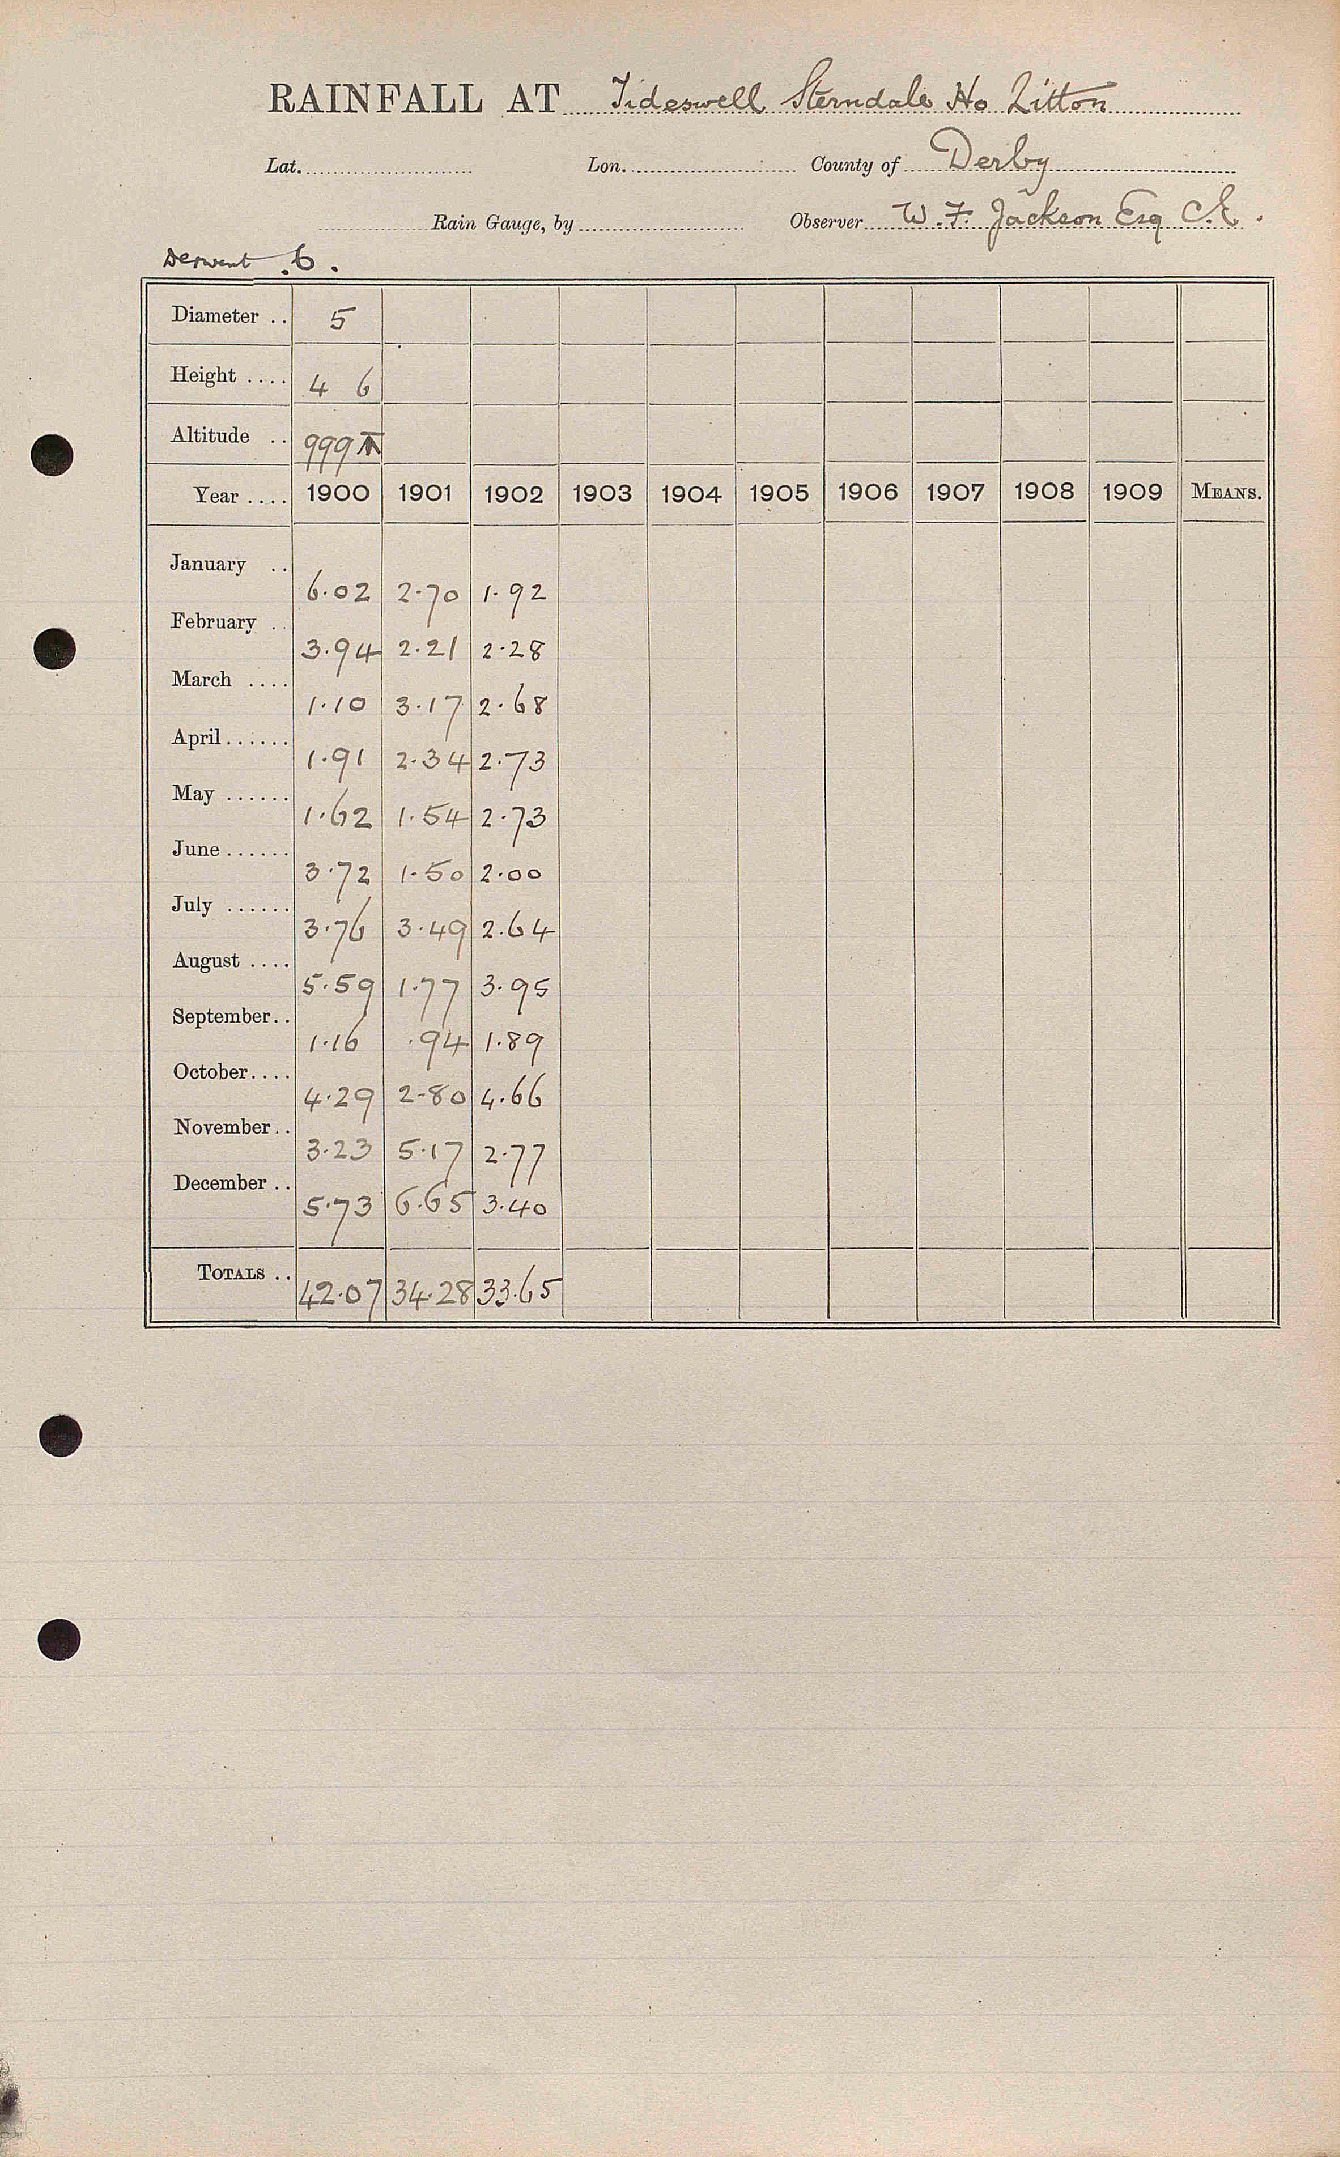 RAINFALL AT Tideswell Sterndale Ho Litton
Lat. Lon. County of Derby
Rain Gauge, by Observer W. F. Jackson Esq C.E.
Derwent 6.
Diameter .. 5
Height .... 4 6
Altitude .. 999
Year .... 1900 1901 1902 1903 1904 1905 1906 1907 1908 1909 MEANS.
January .. 6.02 2.70 1.92
February .. 3.94 2.21 2.28
March .... 1.10 3.17 2.68
April...... 1.91 2.34 2.73
May ...... 1.62 1.54 2.73
June...... 3.72 1.50 2.00
July ...... 3.76 3.49 2.64
August .... 5.59 1.77 3.95
September.. 1.16 .94 1.89
October.... 4.29 2.80 4.66
November.. 3.23 5.17 2.77
December .. 5.73 6.65 3.40
TOTALS .. 42.07 34.28 33.65